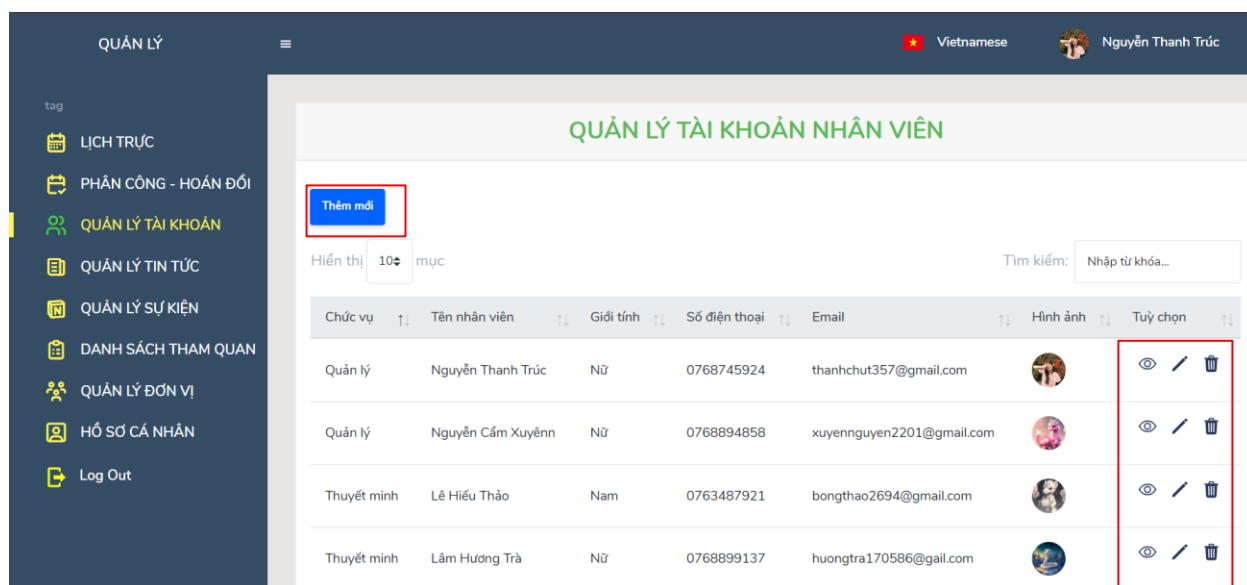 QUẢN LÝ
Vietnamese
Nguyễn Thanh Trúc
tag
LỊCH TRỰC
PHÂN CÔNG - HOÁN ĐỔI
QUẢN LÝ TÀI KHOẢN
QUẢN LÝ TIN TỨC
QUẢN LÝ SỰ KIỆN
DANH SÁCH THAM QUAN
QUẢN LÝ ĐƠN VỊ
HỒ SƠ CÁ NHÂN
Log Out
QUẢN LÝ TÀI KHOẢN NHÂN VIÊN
Thêm mới
Hiển thị 10 mục
Tìm kiếm: Nhập từ khóa...
Chức vụ Tên nhân viên Giới tính Số điện thoại Email Hình ảnh Tuỳ chọn
Quản lý Nguyễn Thanh Trúc Nữ 0768745924 thanhchut357@gmail.com
Quản lý Nguyễn Cẩm Xuyênn Nữ 0768894858 xuyennguyen2201@gmail.com
Thuyết minh Lê Hiếu Thảo Nam 0763487921 bongthao2694@gmail.com
Thuyết minh Lâm Hương Trà Nữ 0768899137 huongtra170586@gail.com